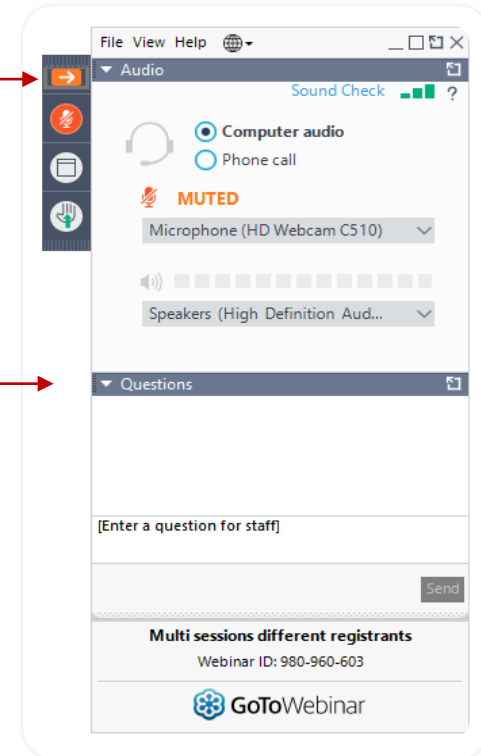 File View Help
Audio
Sound Check ?
Computer audio
Phone call
MUTED
Microphone (HD Webcam C510)
Speakers (High Definition Aud...
Questions
[Enter a question for staff]
Send
Multi sessions different registrants
Webinar ID: 980-960-603
GoToWebinar